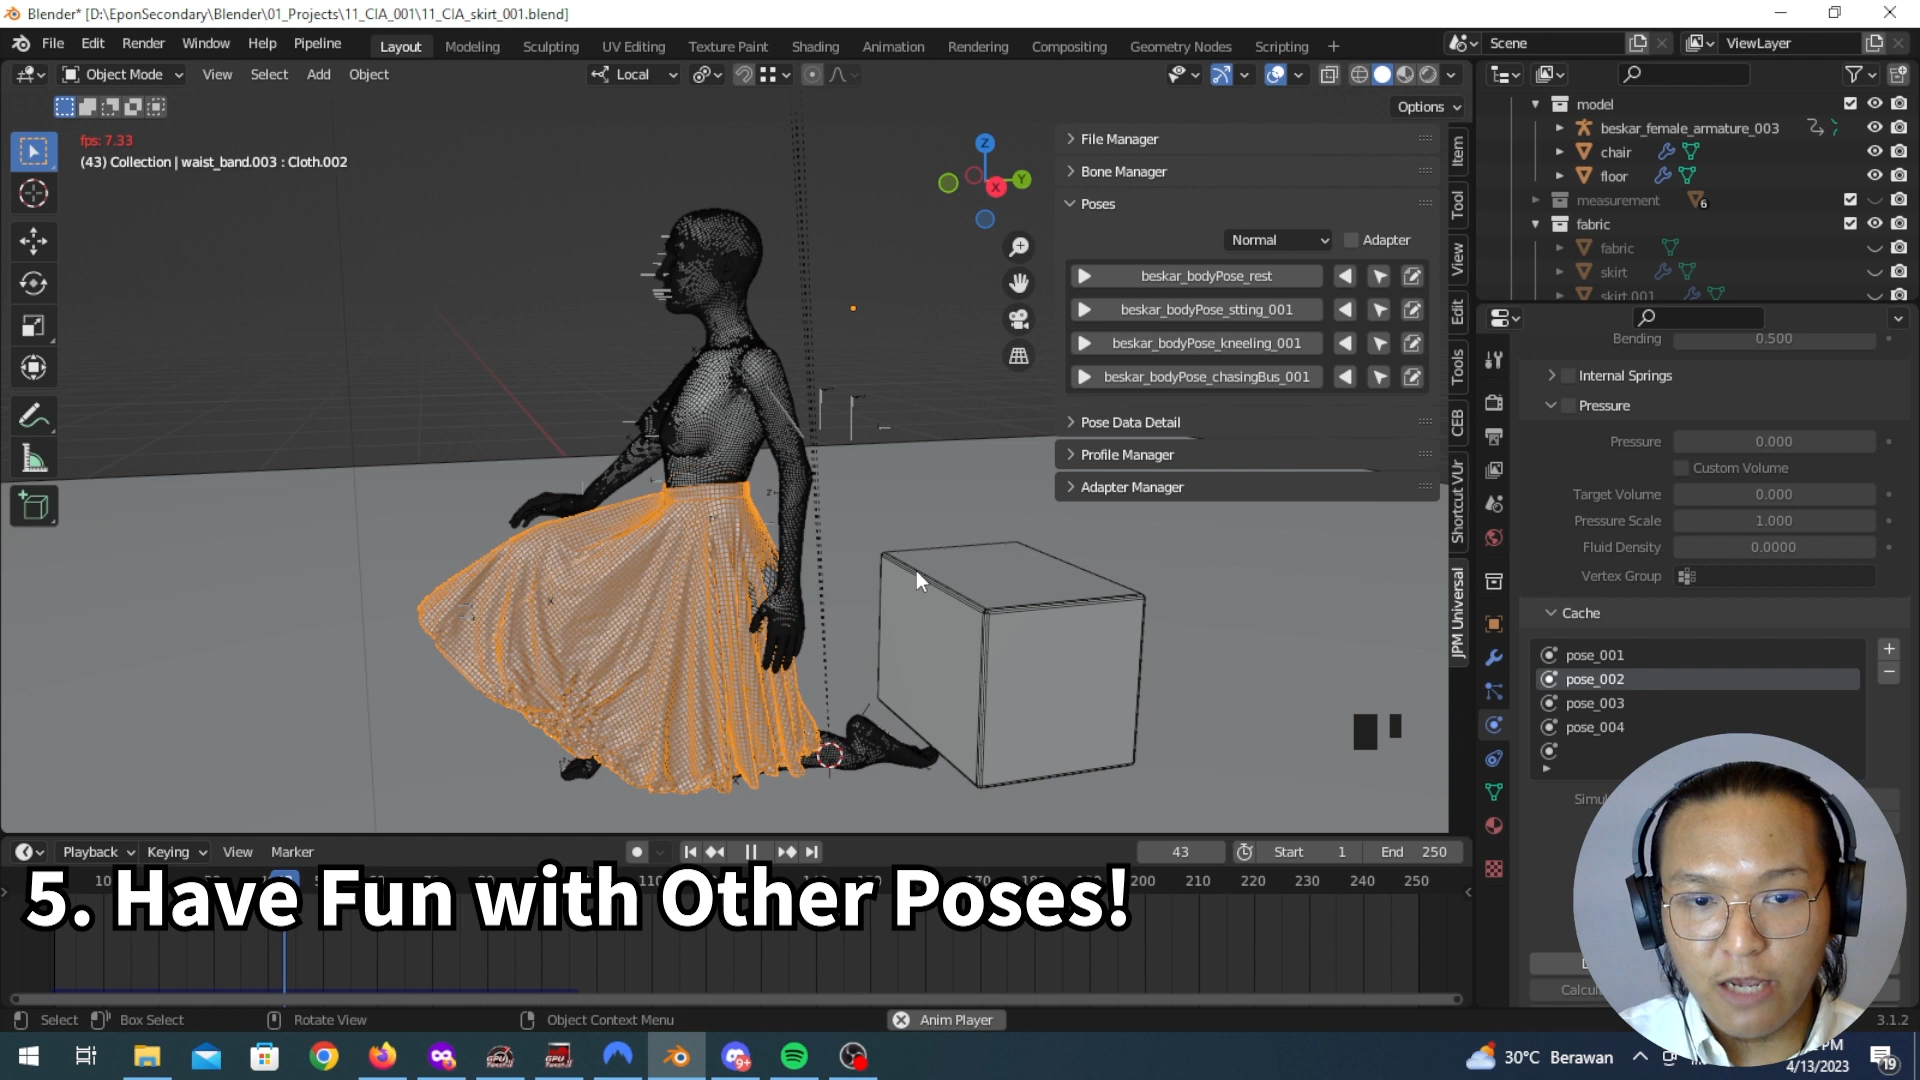 Blender* [D:\EponSecondary\Blender\01_Projects\11_CIA_001\11_CIA_skirt_001.blend]
File Edit Render Window Help Pipeline
Layout Modeling Sculpting UV Editing Texture Paint Shading Animation Rendering Compositing Geometry Nodes Scripting
Scene
ViewLayer
Object Mode View Select Add Object
Local
Options
fps: 7.33
(43) Collection | waist_band.003 : Cloth.002
Z
Y
X
File Manager
Bone Manager
Poses
Normal
Adapter
beskar_bodyPose_rest
beskar_bodyPose_stting_001
beskar_bodyPose_kneeling_001
beskar_bodyPose_chasingBus_001
Pose Data Detail
Profile Manager
Adapter Manager
Item
Tool
View
Edit
Tools
CEB
Shortcut VUr
JPM Universal
model
beskar_female_armature_003
chair
floor
measurement
6
fabric
fabric
skirt
skirt.001
Bending 0.500
Internal Springs
Pressure
Pressure 0.000
Custom Volume
Target Volume 0.000
Pressure Scale 1.000
Fluid Density 0.0000
Vertex Group
Cache
pose_001
pose_002
pose_003
pose_004
Playback Keying View Marker
43
Start 1
End 250
170 200 210 220 230 240 250
5. Have Fun with Other Poses!
Select Box Select Rotate View Object Context Menu
Anim Player
3.1.2
9+
30°C Berawan
PM
4/13/2023
19